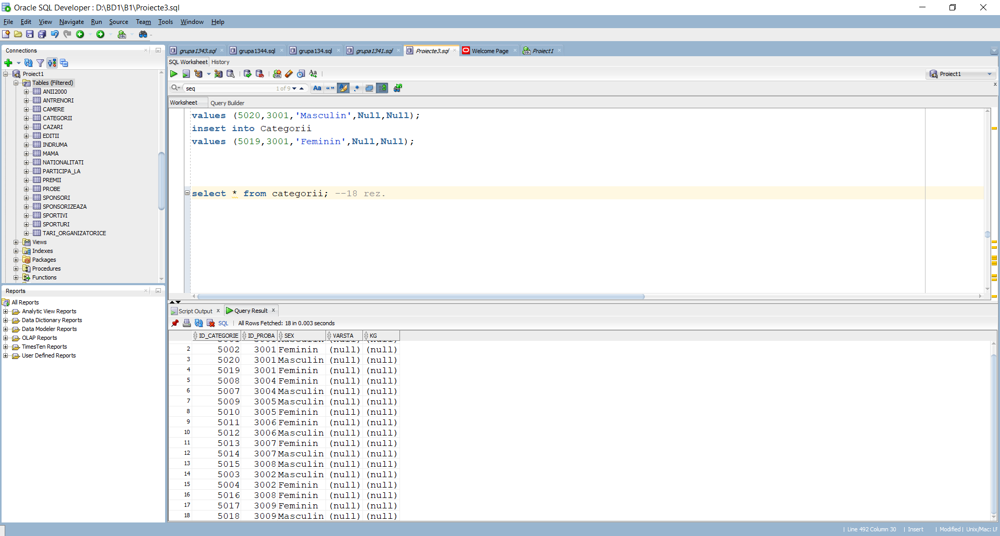 Oracle SQL Developer : D:\BD1\B1\Proiecte3.sql
File Edit View Navigate Run Source Team Tools Window Help
Connections
Proiect1
Tables (Filtered)
ANII2000
ANTRENORI
CAMERE
CATEGORII
CAZARI
EDITII
INDRUMA
MAMA
NATIONALITATI
PARTICIPA_LA
PREMII
PROBE
SPONSORI
SPONSORIZEAZA
SPORTIVI
SPORTURI
TARI_ORGANIZATORICE
Views
Indexes
Packages
Procedures
Functions
Reports
All Reports
Analytic View Reports
Data Dictionary Reports
Data Modeler Reports
OLAP Reports
TimesTen Reports
User Defined Reports
grupa1343.sql grupa1344.sql grupa134.sql grupa1341.sql Proiecte3.sql Welcome Page Proiect1
SQL Worksheet History
Proiect1
seq 1 of 9 Aa “”
Worksheet Query Builder
values (5020,3001,'Masculin',Null,Null);
insert into Categorii
values (5019,3001,'Feminin',Null,Null);
select * from categorii; --18 rez.
Script Output x Query Result x
SQL | All Rows Fetched: 18 in 0.003 seconds
ID_CATEGORIE ID_PROBA SEX VARSTA KG
2 5002 3001 Feminin (null) (null)
3 5020 3001 Masculin (null) (null)
4 5019 3001 Feminin (null) (null)
5 5008 3004 Feminin (null) (null)
6 5007 3004 Masculin (null) (null)
7 5009 3005 Masculin (null) (null)
8 5010 3005 Feminin (null) (null)
9 5011 3006 Feminin (null) (null)
10 5012 3006 Masculin (null) (null)
11 5013 3007 Feminin (null) (null)
12 5014 3007 Masculin (null) (null)
13 5015 3008 Masculin (null) (null)
14 5003 3002 Masculin (null) (null)
15 5004 3002 Feminin (null) (null)
16 5016 3008 Feminin (null) (null)
17 5017 3009 Feminin (null) (null)
18 5018 3009 Masculin (null) (null)
| Line 492 Column 30 | Insert | Modified | Unix/Mac: LF